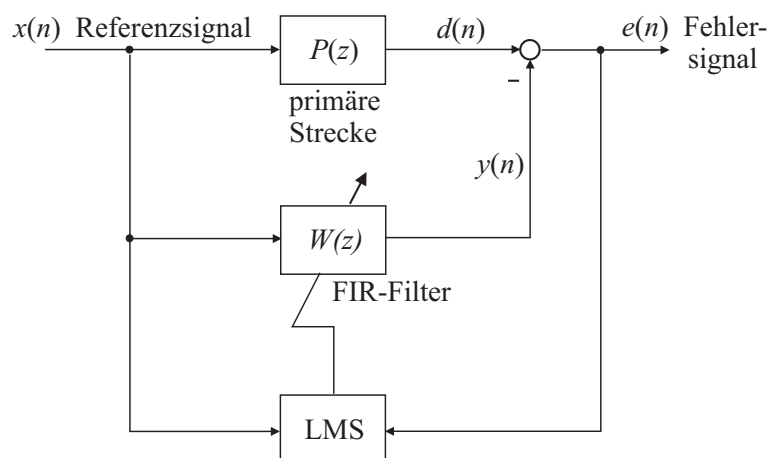 x(n) Referenzsignal
P(z)
d(n)
e(n) Fehler-
signal
primäre
Strecke
–
y(n)
W(z)
FIR-Filter
LMS